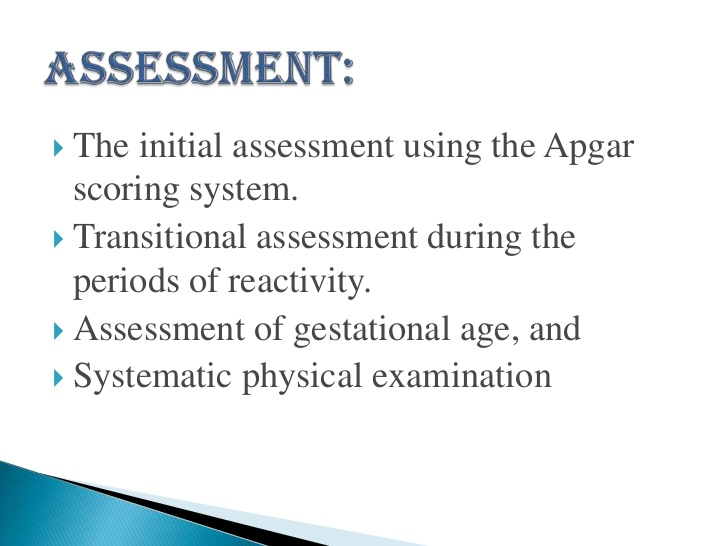 ASSESSMENT:
The initial assessment using the Apgar
scoring system.
Transitional assessment during the
periods of reactivity.
Assessment of gestational age, and
Systematic physical examination